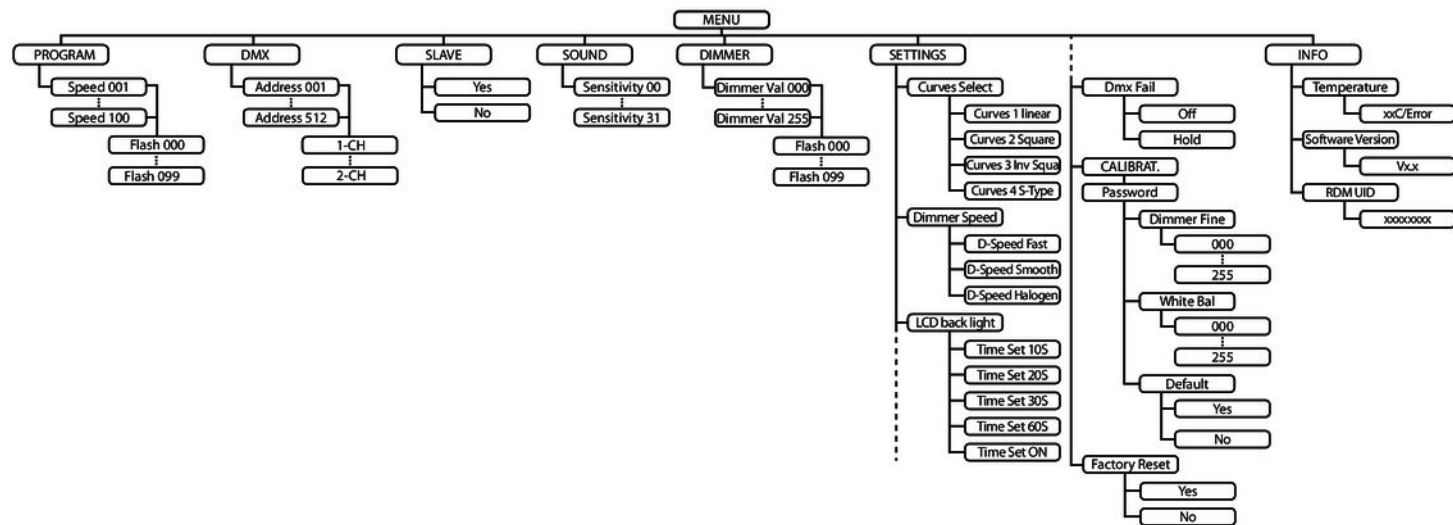 MENU
PROGRAM
Speed 001
Speed 100
Flash 000
Flash 099
DMX
Address 001
Address 512
1-CH
2-CH
SLAVE
Yes
No
SOUND
Sensitivity 00
Sensitivity 31
DIMMER
Dimmer Val 000
Dimmer Val 255
Flash 000
Flash 099
SETTINGS
Curves Select
Curves 1 linear
Curves 2 Square
Curves 3 Inv Squa
Curves 4 S-Type
Dimmer Speed
D-Speed Fast
D-Speed Smooth
D-Speed Halogen
LCD back light
Time Set 10S
Time Set 20S
Time Set 30S
Time Set 60S
Time Set ON
Dmx Fail
Off
Hold
CALIBRAT.
Password
Dimmer Fine
000
255
White Bal
000
255
Default
Yes
No
Factory Reset
Yes
No
INFO
Temperature
xxC/Error
Software Version
Vx.x
RDM UID
xxxxxxxx